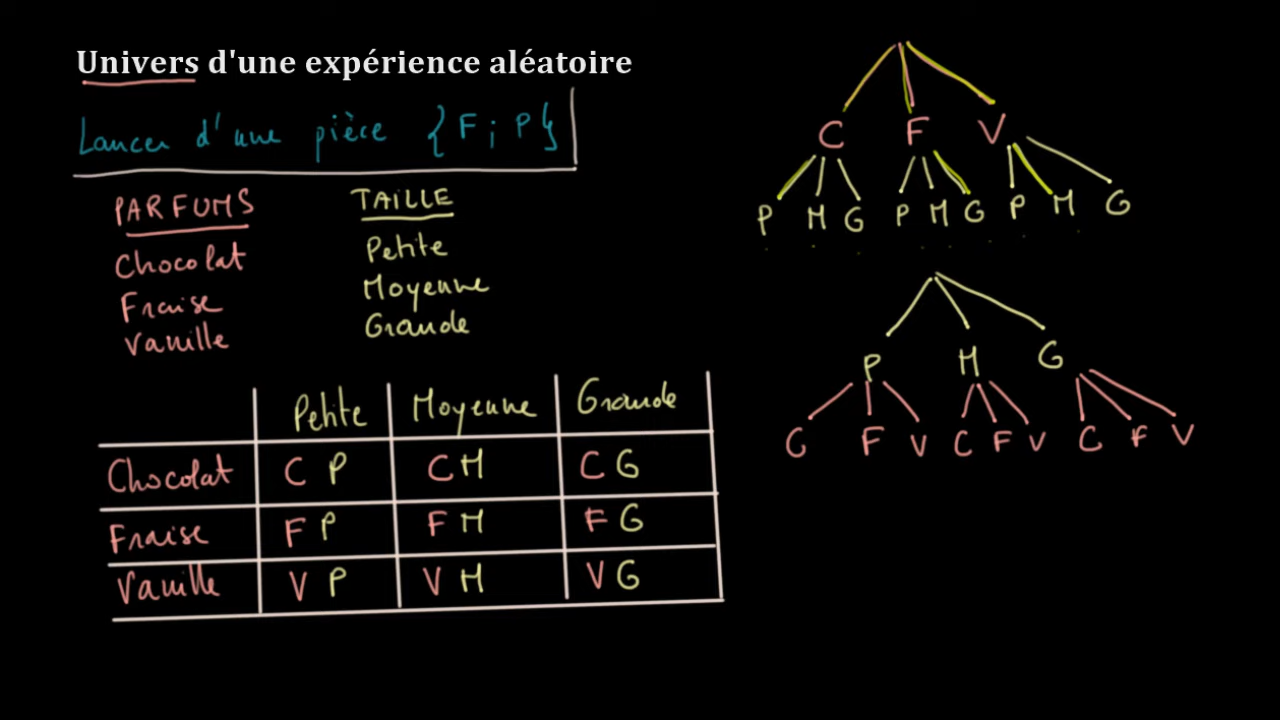 Univers d'une expérience aléatoire
Lancer d'une pièce {F; P}
PARFUMS
Chocolat
Fraise
Vanille
TAILLE
Petite
Moyenne
Grande
Petite Moyenne Grande
Chocolat C P C M C G
Fraise F P F M F G
Vanille V P V M V G
C F V
P M G P M G P M G
P M G
C F V C F V C F V